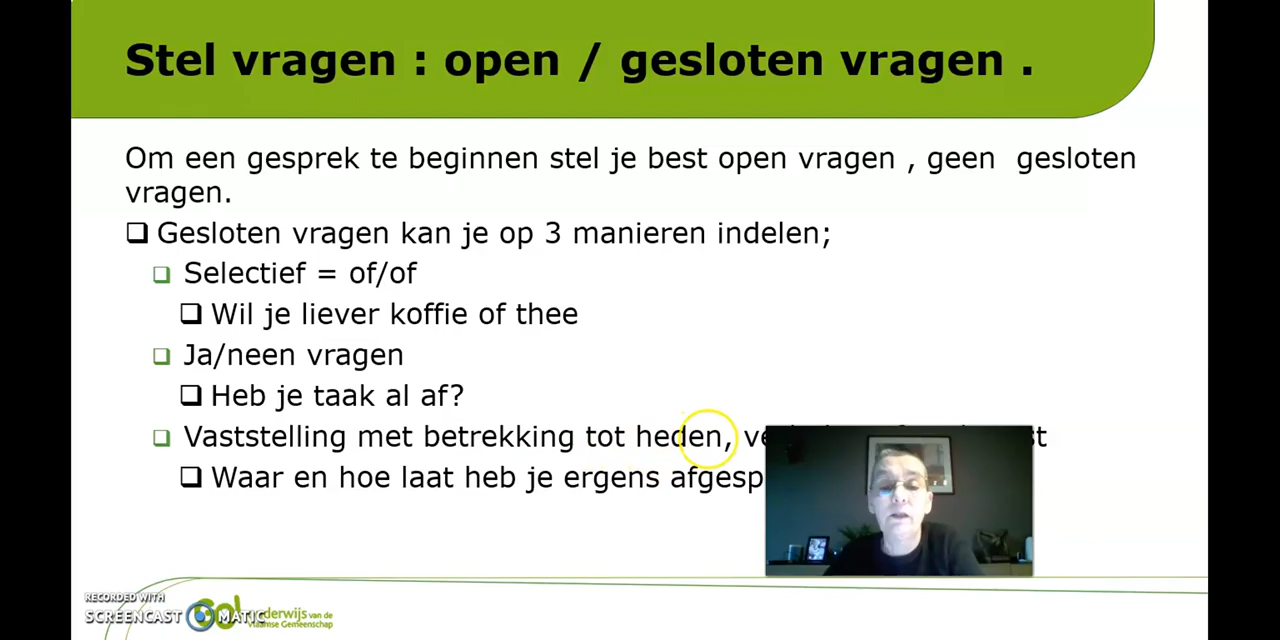 Stel vragen : open / gesloten vragen .
Om een gesprek te beginnen stel je best open vragen , geen gesloten
vragen.
Gesloten vragen kan je op 3 manieren indelen;
Selectief = of/of
Wil je liever koffie of thee
Ja/neen vragen
Heb je taak al af?
Vaststelling met betrekking tot heden,
Waar en hoe laat heb je ergens
RECORDED WITH
SCREENCAST MATIC
van de
Vlaamse Gemeenschap